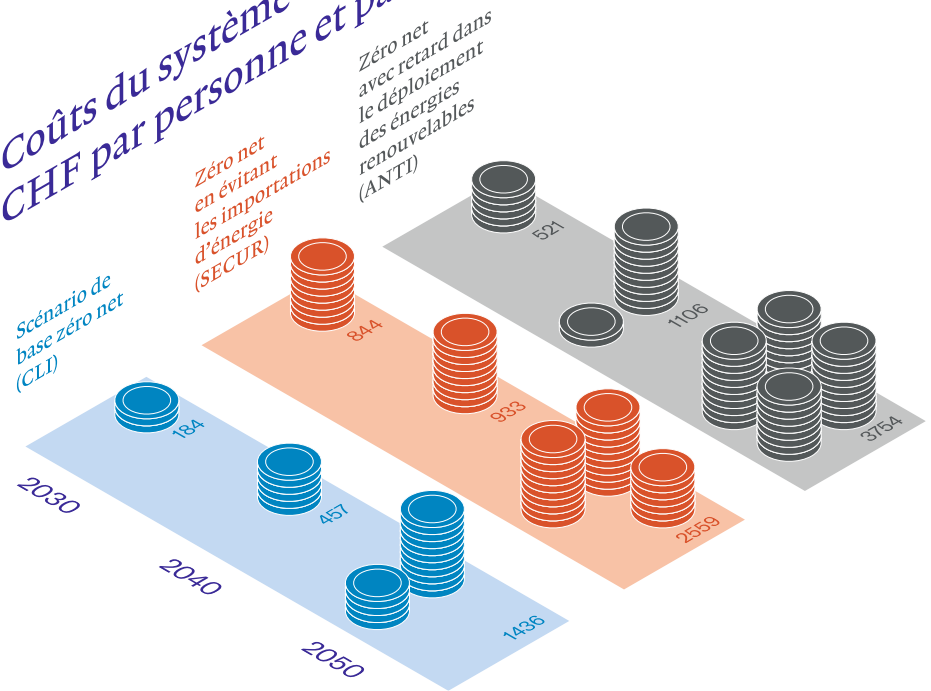 Coûts du système
CHF par personne et
Zéro net
avec retard dans
le déploiement
des énergies
renouvelables
(ANTI)
Zéro net
en évitant
les importations
d’énergie
(SECUR)
Scénario de
base zéro net
(CLI)
521
1106
3754
844
933
2559
184
457
1436
2030
2040
2050